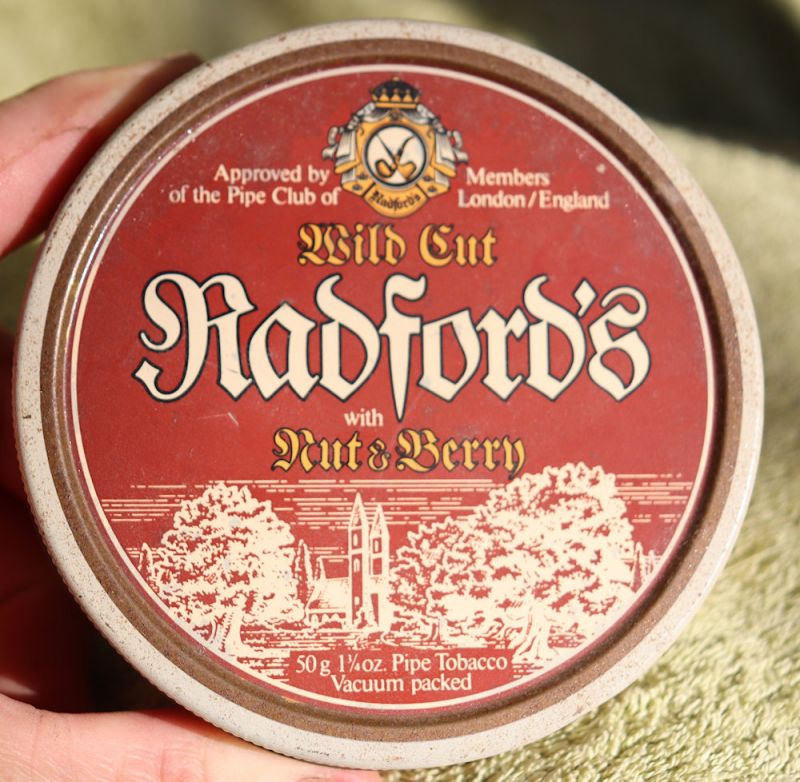 Approved by Members
of the Pipe Club of London/England
Radford's
Wild Cut
Radford's
with
Nut & Berry
50 g 1¾ oz. Pipe Tobacco
Vacuum packed